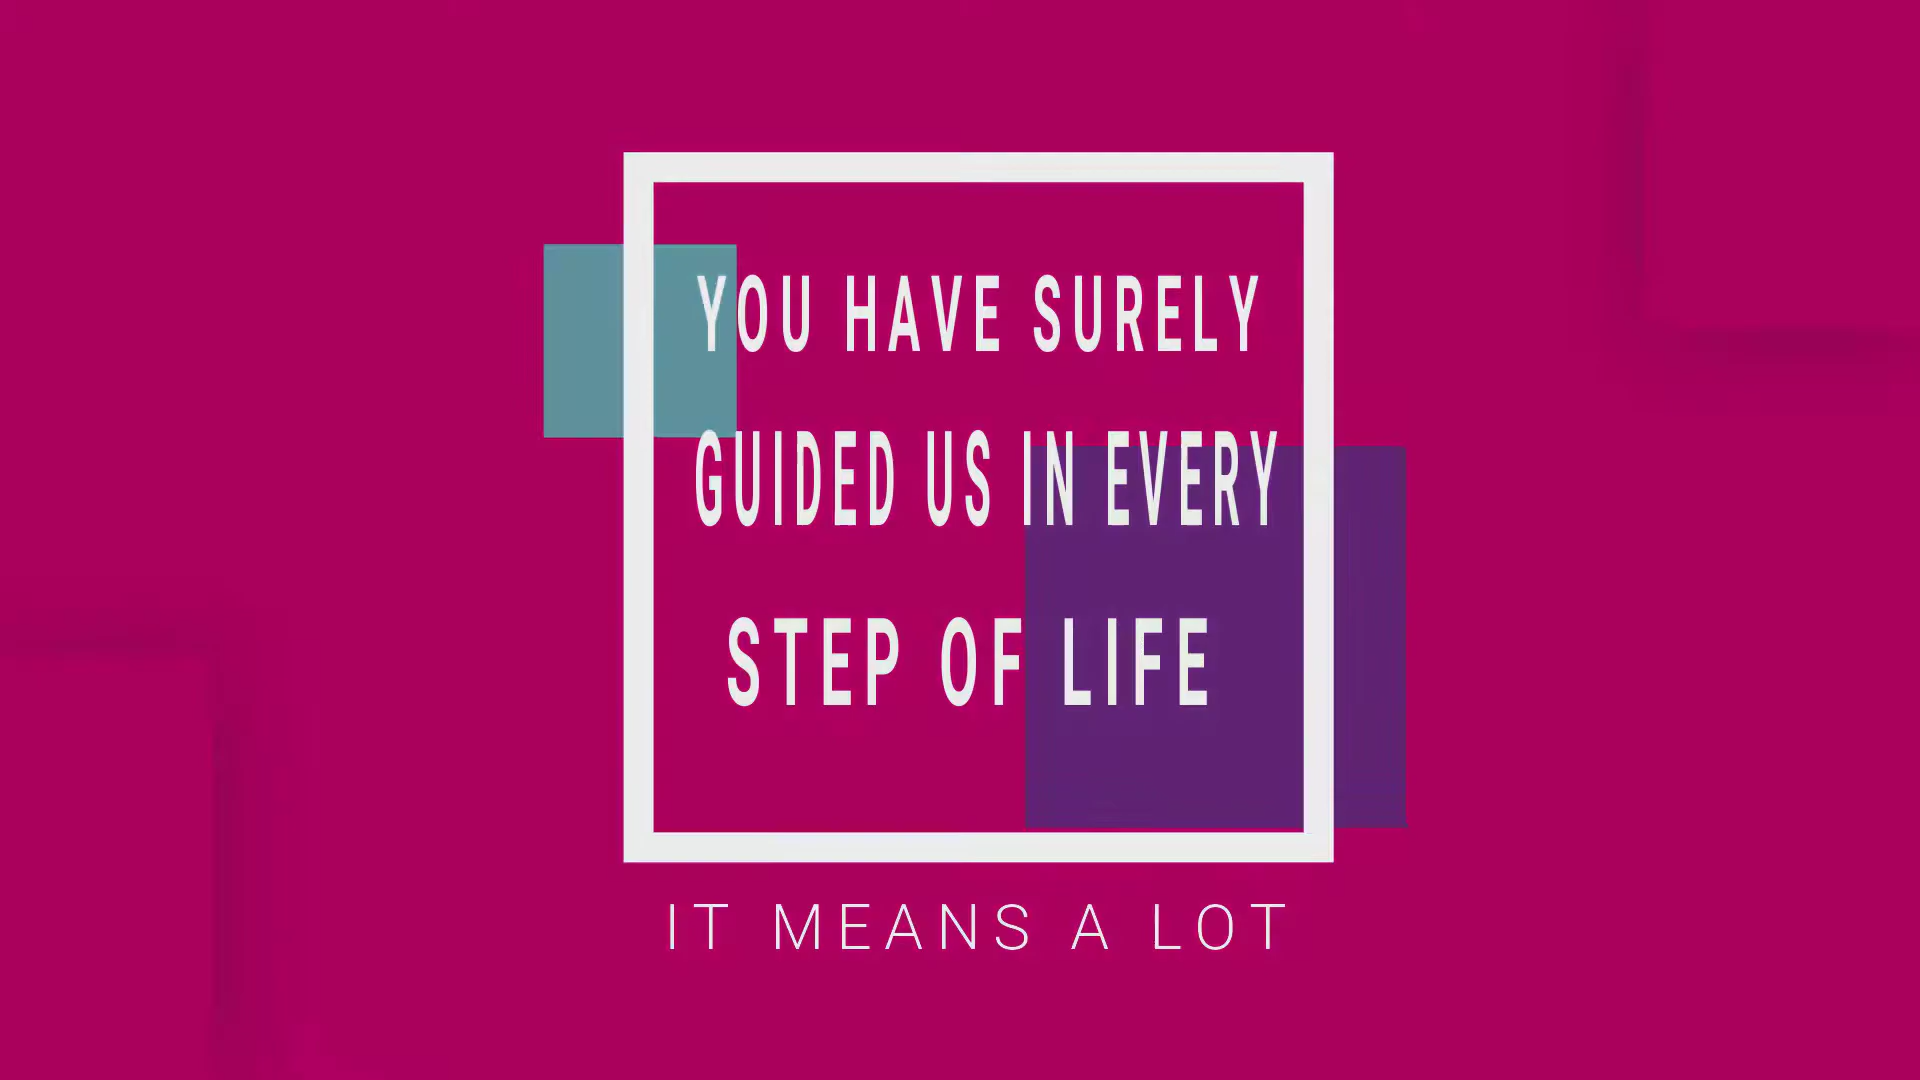 YOU HAVE SURELY
GUIDED US IN EVERY
STEP OF LIFE
IT MEANS A LOT